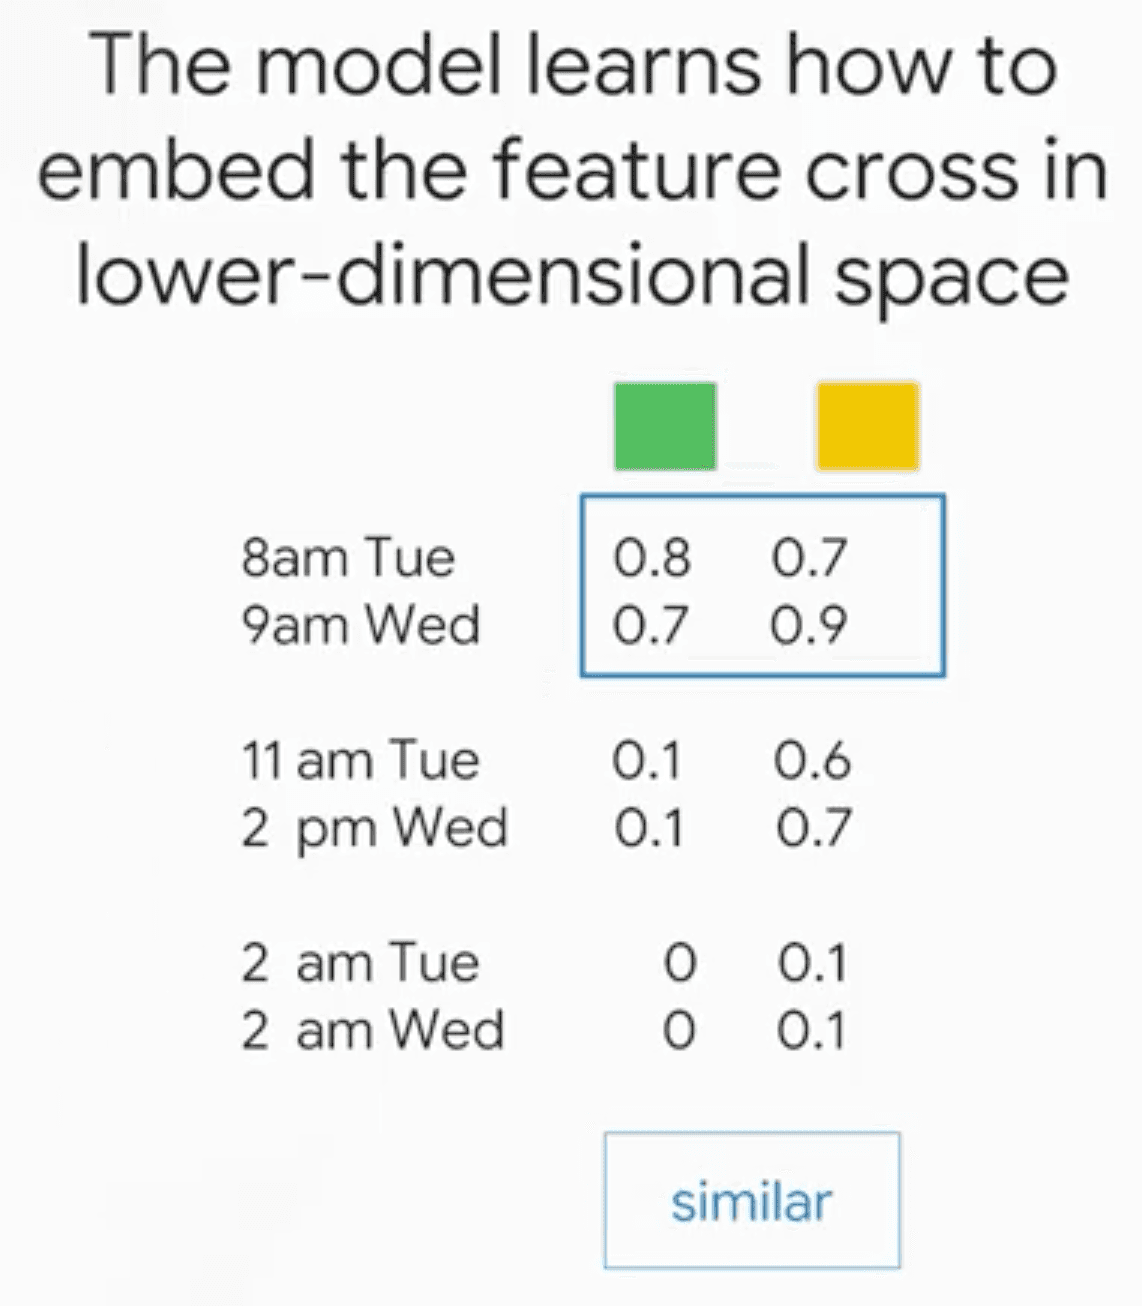 The model learns how to
embed the feature cross in
lower-dimensional space
8am Tue 0.8 0.7
9am Wed 0.7 0.9
11 am Tue 0.1 0.6
2 pm Wed 0.1 0.7
2 am Tue 0 0.1
2 am Wed 0 0.1
similar